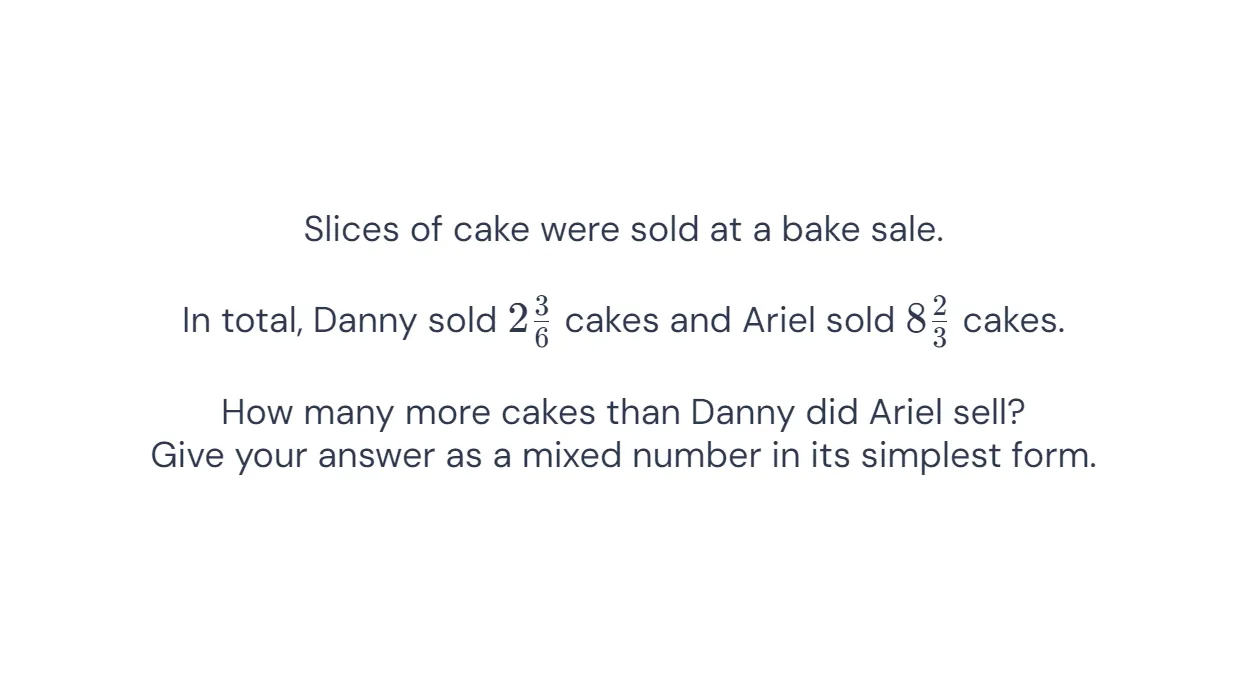 Slices of cake were sold at a bake sale.
In total, Danny sold 2 3/6 cakes and Ariel sold 8 2/3 cakes.
How many more cakes than Danny did Ariel sell?
Give your answer as a mixed number in its simplest form.